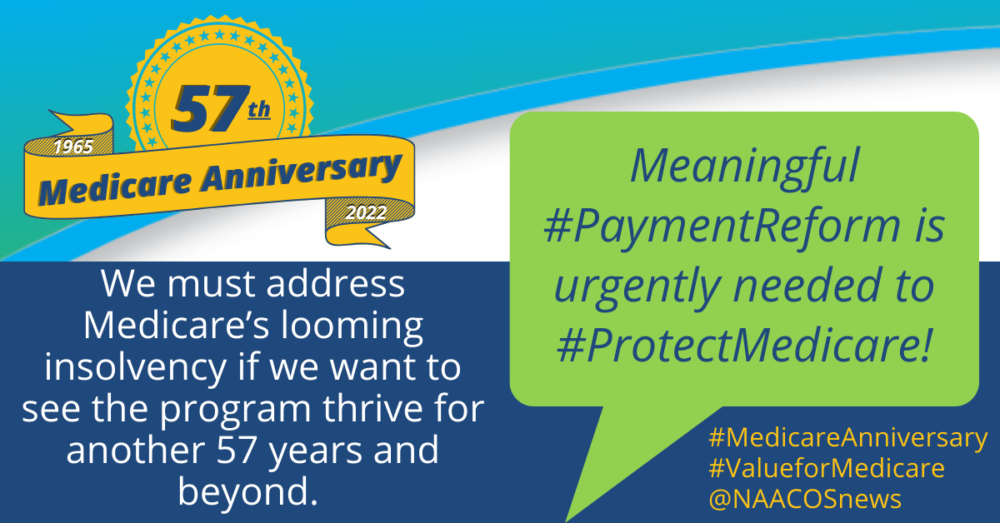 57th
1965
Medicare Anniversary
2022
We must address
Medicare’s looming
insolvency if we want to
see the program thrive for
another 57 years and
beyond.
Meaningful
#PaymentReform is
urgently needed to
#ProtectMedicare!
#MedicareAnniversary
#ValueforMedicare
@NAACOSnews